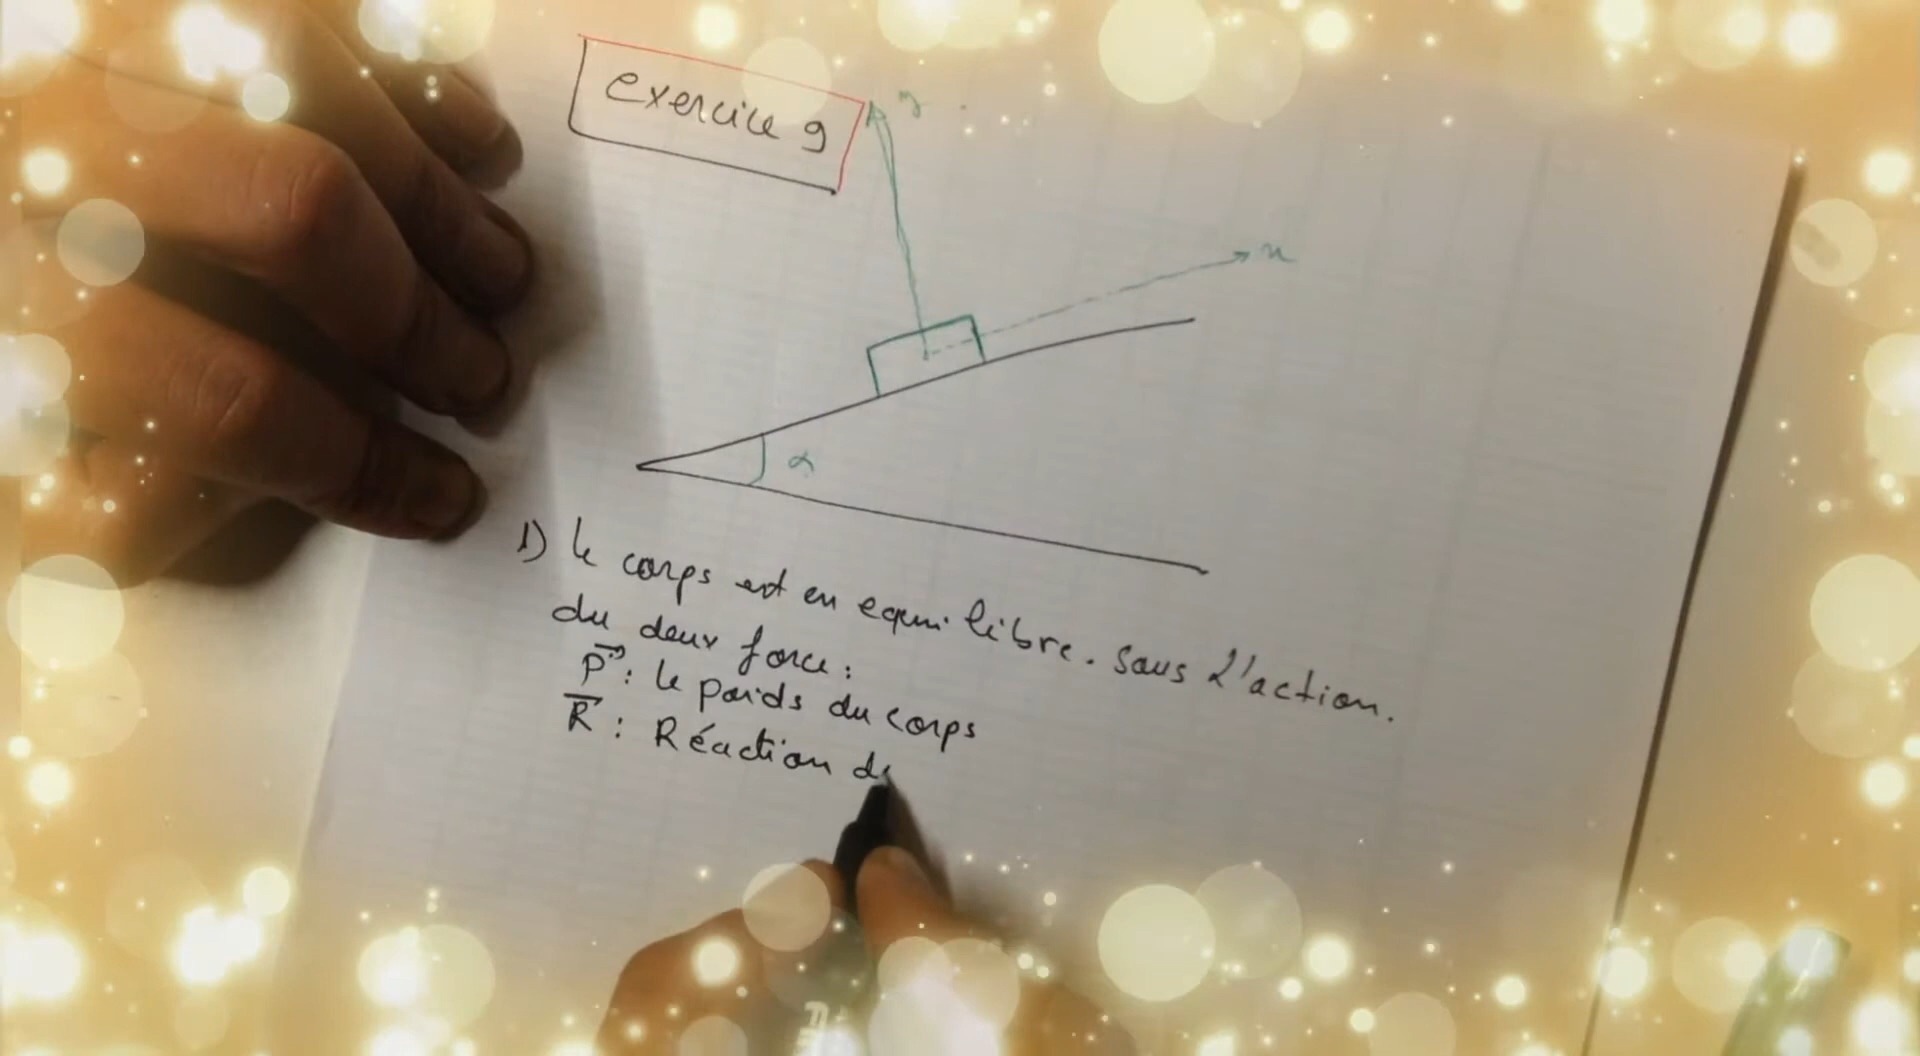 exercice 9
y
x
α
1) le corps est en equilibre. sous l'action.
du deux force:
P⃗ : le poids du corps
R⃗ : Réaction d